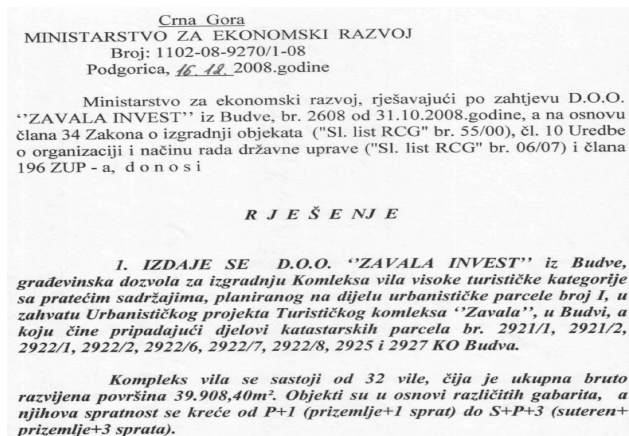 Crna Gora
MINISTARSTVO ZA EKONOMSKI RAZVOJ
Broj: 1102-08-9270/1-08
Podgorica, 16.12.2008.godine
Ministarstvo za ekonomski razvoj, rješavajući po zahtjevu D.O.O.
‘’ZAVALA INVEST’’ iz Budve, br. 2608 od 31.10.2008.godine, a na osnovu
člana 34 Zakona o izgradnji objekata ("Sl. list RCG" br. 55/00), čl. 10 Uredbe
o organizaciji i načinu rada državne uprave ("Sl. list RCG" br. 06/07) i člana
196 ZUP - a, d o n o s i
R J E Š E NJ E
1. IZDAJE SE D.O.O. ‘’ZAVALA INVEST’’ iz Budve,
građevinska dozvola za izgradnju Komleksa vila visoke turističke kategorije
sa pratećim sadržajima, planiranog na dijelu urbanističke parcele broj I, u
zahvatu Urbanističkog projekta Turističkog komleksa ‘’Zavala’’, u Budvi, a
koju čine pripadajući djelovi katastarskih parcela br. 2921/1, 2921/2,
2922/1, 2922/2, 2922/6, 2922/7, 2922/8, 2925 i 2927 KO Budva.
Kompleks vila se sastoji od 32 vile, čija je ukupna bruto
razvijena površina 39.908,40m². Objekti su u osnovi različitih gabarita, a
njihova spratnost se kreće od P+1 (prizemlje+1 sprat) do S+P+3 (suteren+
prizemlje+3 sprata).